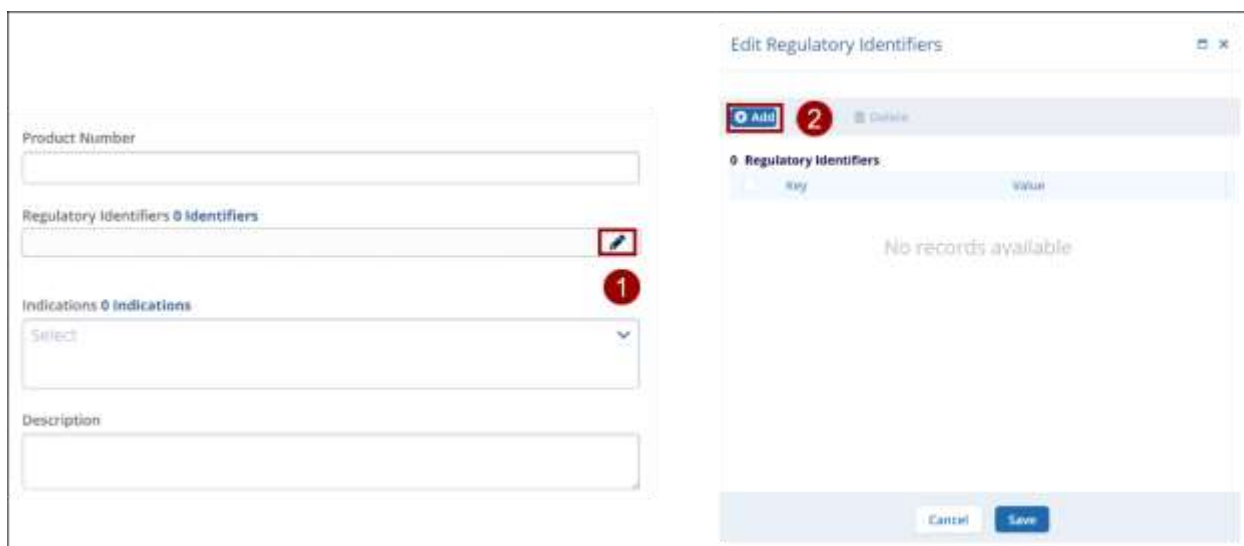 Product Number
Regulatory Identifiers 0 Identifiers
1
Indications 0 Indications
Select
Description
Edit Regulatory Identifiers
Add 2 Delete
0 Regulatory Identifiers
Key Value
No records available
Cancel Save